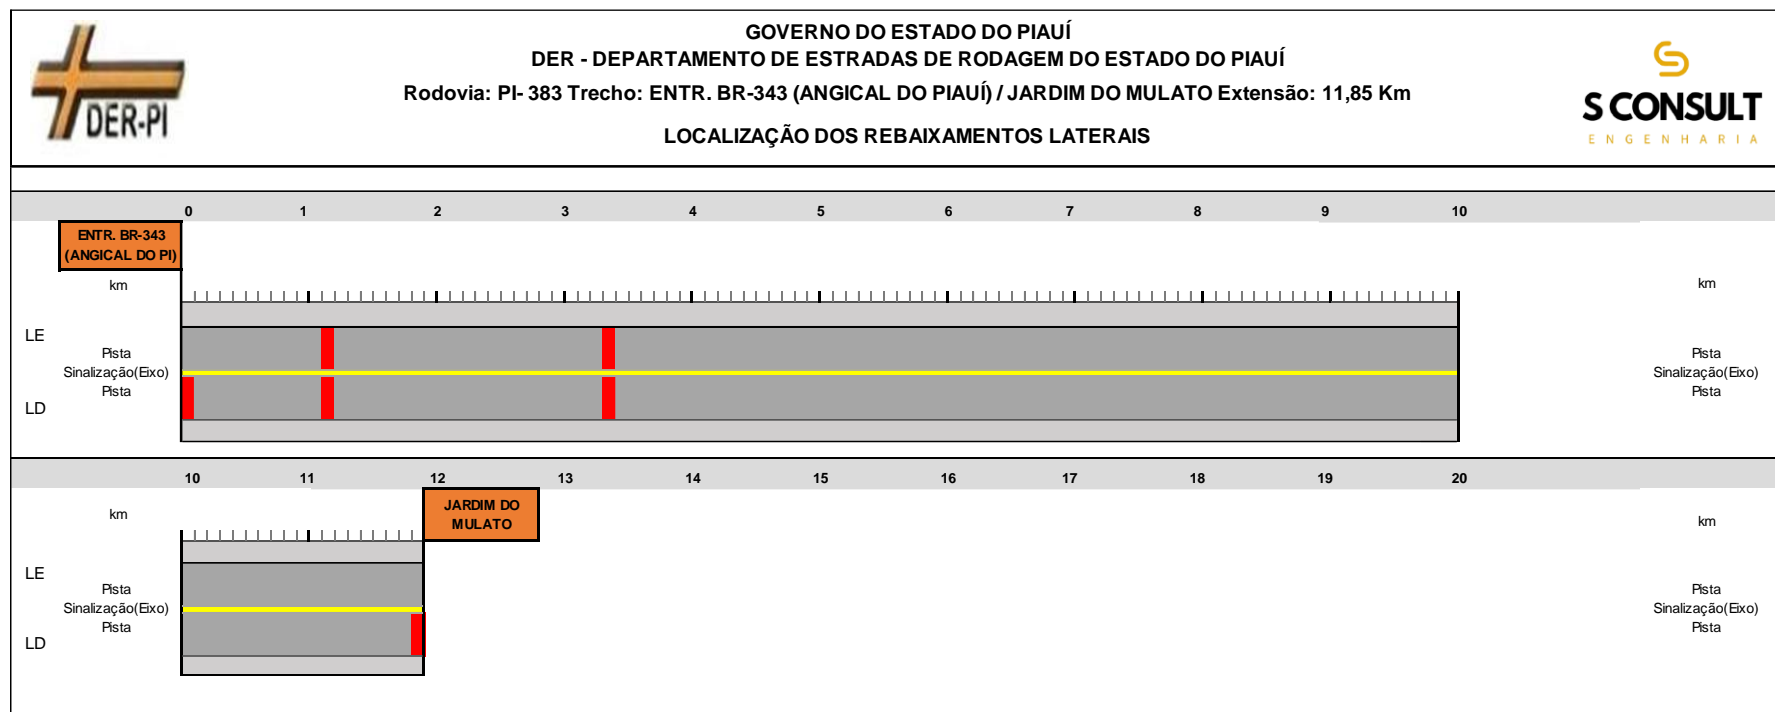 GOVERNO DO ESTADO DO PIAUÍ
DER - DEPARTAMENTO DE ESTRADAS DE RODAGEM DO ESTADO DO PIAUÍ
Rodovia: PI- 383 Trecho: ENTR. BR-343 (ANGICAL DO PIAUÍ) / JARDIM DO MULATO Extensão: 11,85 Km
LOCALIZAÇÃO DOS REBAIXAMENTOS LATERAIS
DER-PI
S CONSULT
ENGENHARIA
0 1 2 3 4 5 6 7 8 9 10
ENTR. BR-343
(ANGICAL DO PI)
km
km
LE
Pista
Sinalização(Eixo)
Pista
LD
Pista
Sinalização(Eixo)
Pista
10 11 12 13 14 15 16 17 18 19 20
JARDIM DO
MULATO
km
km
LE
Pista
Sinalização(Eixo)
Pista
LD
Pista
Sinalização(Eixo)
Pista